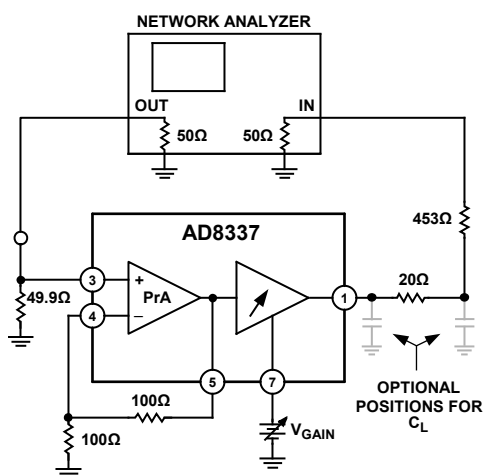 NETWORK ANALYZER
OUT
IN
50Ω
50Ω
453Ω
AD8337
49.9Ω
3
+
PrA
4
–
1
20Ω
5
7
100Ω
100Ω
VGAIN
OPTIONAL
POSITIONS FOR
CL